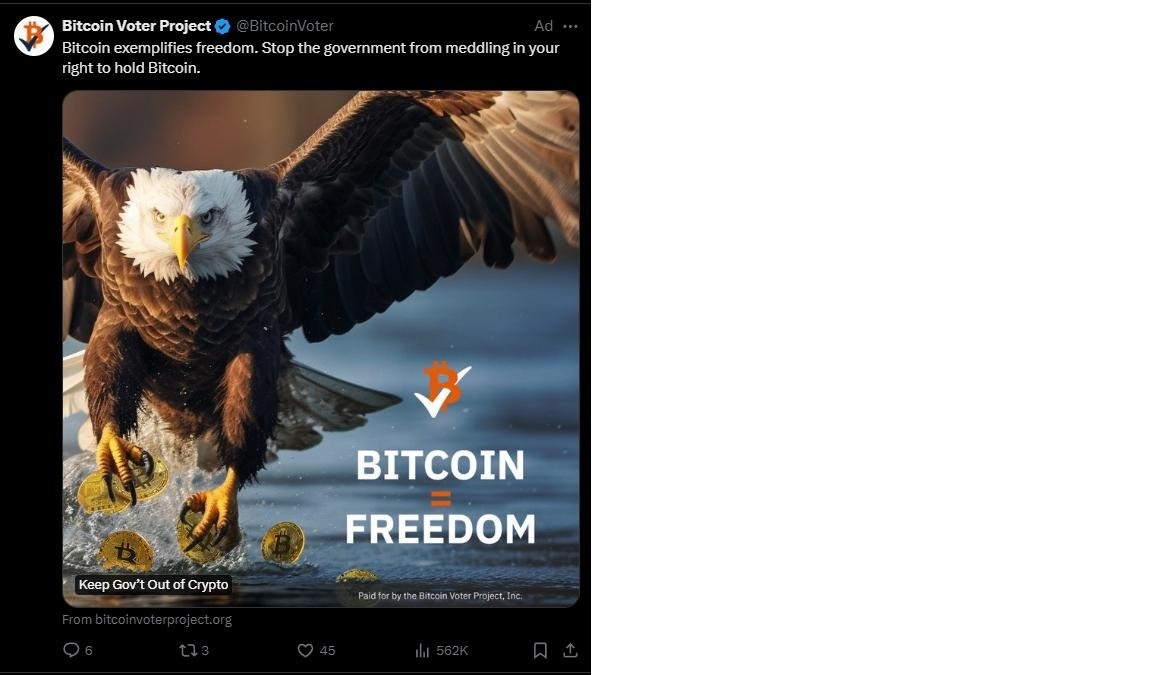 Bitcoin Voter Project @BitcoinVoter Ad
Bitcoin exemplifies freedom. Stop the government from meddling in your
right to hold Bitcoin.
BITCOIN
=
FREEDOM
Keep Gov't Out of Crypto
Paid for by the Bitcoin Voter Project, Inc.
From bitcoinvoterproject.org
6 3 45 562K